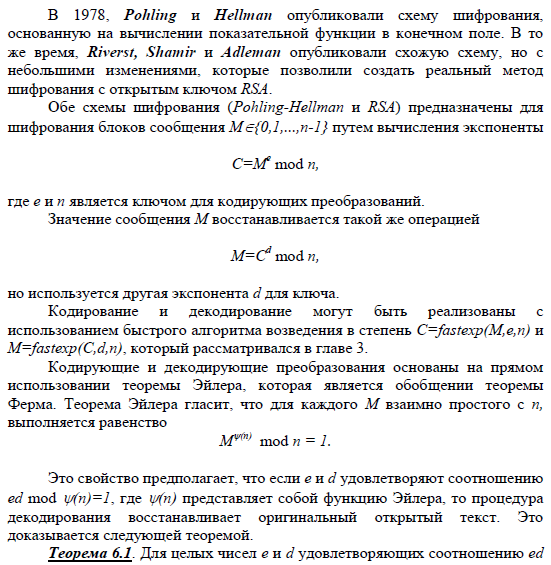 В 1978, Pohling и Hellman опубликовали схему шифрования,
основанную на вычислении показательной функции в конечном поле. В то
же время, Riverst, Shamir и Adleman опубликовали схожую схему, но с
небольшими изменениями, которые позволили создать реальный метод
шифрования с открытым ключом RSA.
Обе схемы шифрования (Pohling-Hellman и RSA) предназначены для
шифрования блоков сообщения M∈{0,1,...,n-1} путем вычисления экспоненты
C=Mᵉ mod n,
где e и n является ключом для кодирующих преобразований.
Значение сообщения M восстанавливается такой же операцией
M=Cᵈ mod n,
но используется другая экспонента d для ключа.
Кодирование и декодирование могут быть реализованы с
использованием быстрого алгоритма возведения в степень C=fastexp(M,e,n) и
M=fastexp(C,d,n), который рассматривался в главе 3.
Кодирующие и декодирующие преобразования основаны на прямом
использовании теоремы Эйлера, которая является обобщении теоремы
Ферма. Теорема Эйлера гласит, что для каждого M взаимно простого с n,
выполняется равенство
M^ψ(n) mod n = 1.
Это свойство предполагает, что если e и d удовлетворяют соотношению
ed mod ψ(n)=1, где ψ(n) представляет собой функцию Эйлера, то процедура
декодирования восстанавливает оригинальный открытый текст. Это
доказывается следующей теоремой.
Теорема 6.1. Для целых чисел e и d удовлетворяющих соотношению ed